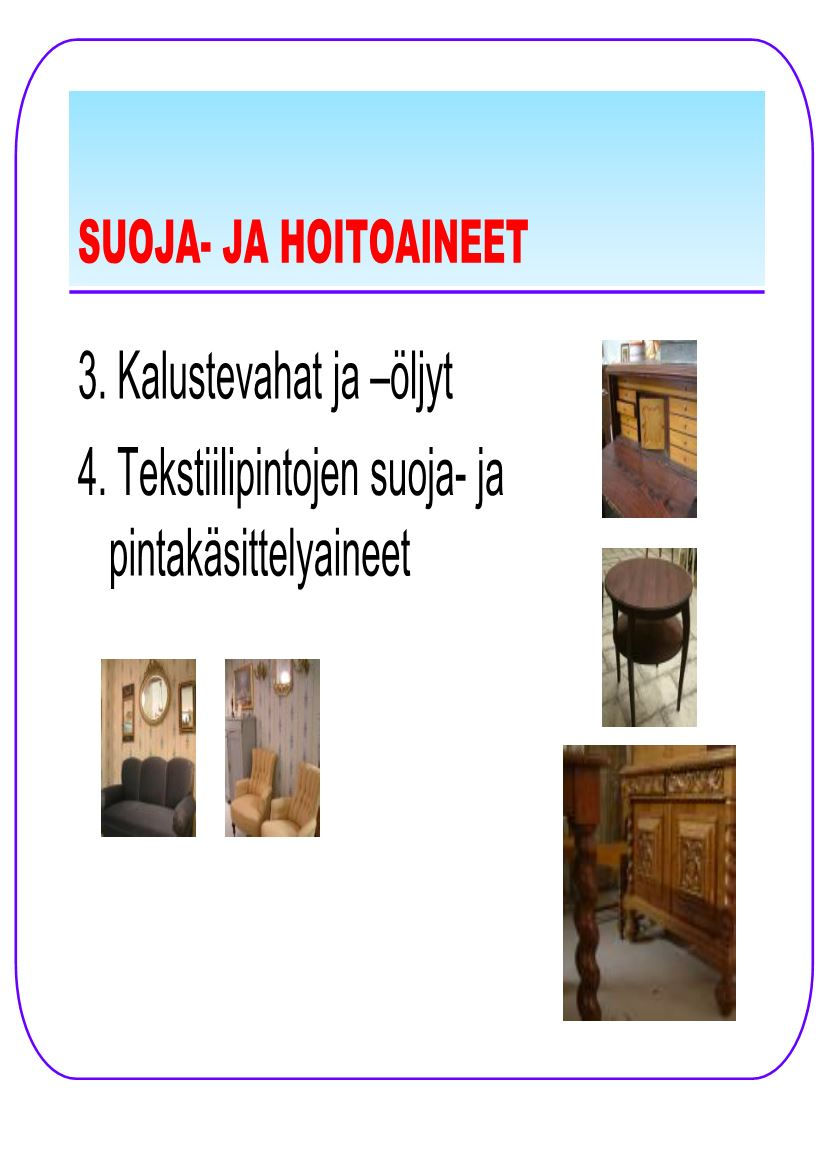 SUOJA- JA HOITOAINEET
3. Kalustevahat ja –öljyt
4. Tekstiilipintojen suoja- ja
pintakäsittelyaineet